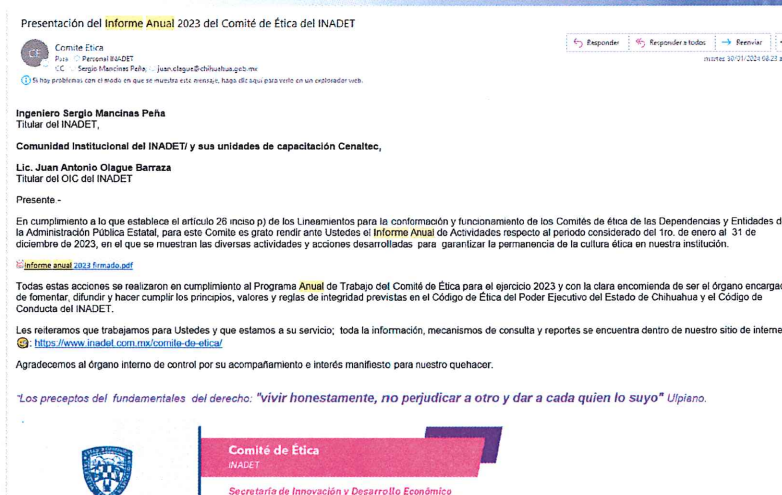 Presentación del Informe Anual 2023 del Comité de Ética del INADET
Responder Responder a todos Reenviar
CE
Comite Etica
Para Personal INADET
CC Sergio Mancinas Peña; juan.olague@chihuahua.gob.mx
martes 30/01/2024 08:23 a
Si hay problemas con el modo en que se muestra este mensaje, haga clic aquí para verlo en un explorador web.
Ingeniero Sergio Mancinas Peña
Titular del INADET,
Comunidad Institucional del INADET/ y sus unidades de capacitación Cenaltec,
Lic. Juan Antonio Olague Barraza
Titular del OIC del INADET
Presente.-
En cumplimiento a lo que establece el artículo 26 inciso p) de los Lineamientos para la conformación y funcionamiento de los Comités de ética de las Dependencias y Entidades d
la Administración Pública Estatal, para este Comite es grato rendir ante Ustedes el Informe Anual de Actividades respecto al periodo considerado del 1ro. de enero al 31 de
diciembre de 2023, en el que se muestran las diversas actividades y acciones desarrolladas para garantizar la permanencia de la cultura ética en nuestra institución.
informe anual 2023 firmado.pdf
Todas estas acciones se realizaron en cumplimiento al Programa Anual de Trabajo del Comité de Ética para el ejercicio 2023 y con la clara encomienda de ser el órgano encargad
de fomentar, difundir y hacer cumplir los principios, valores y reglas de integridad previstas en el Código de Ética del Poder Ejecutivo del Estado de Chihuahua y el Código de
Conducta del INADET.
Les reiteramos que trabajamos para Ustedes y que estamos a su servicio; toda la información, mecanismos de consulta y reportes se encuentra dentro de nuestro sitio de interne
: https://www.inadet.com.mx/comite-de-etica/
Agradecemos al órgano interno de control por su acompañamiento e interés manifiesto para nuestro quehacer.
"Los preceptos del fundamentales del derecho: "vivir honestamente, no perjudicar a otro y dar a cada quien lo suyo" Ulpiano.
Comité de Ética
INADET
Secretaría de Innovación y Desarrollo Económico